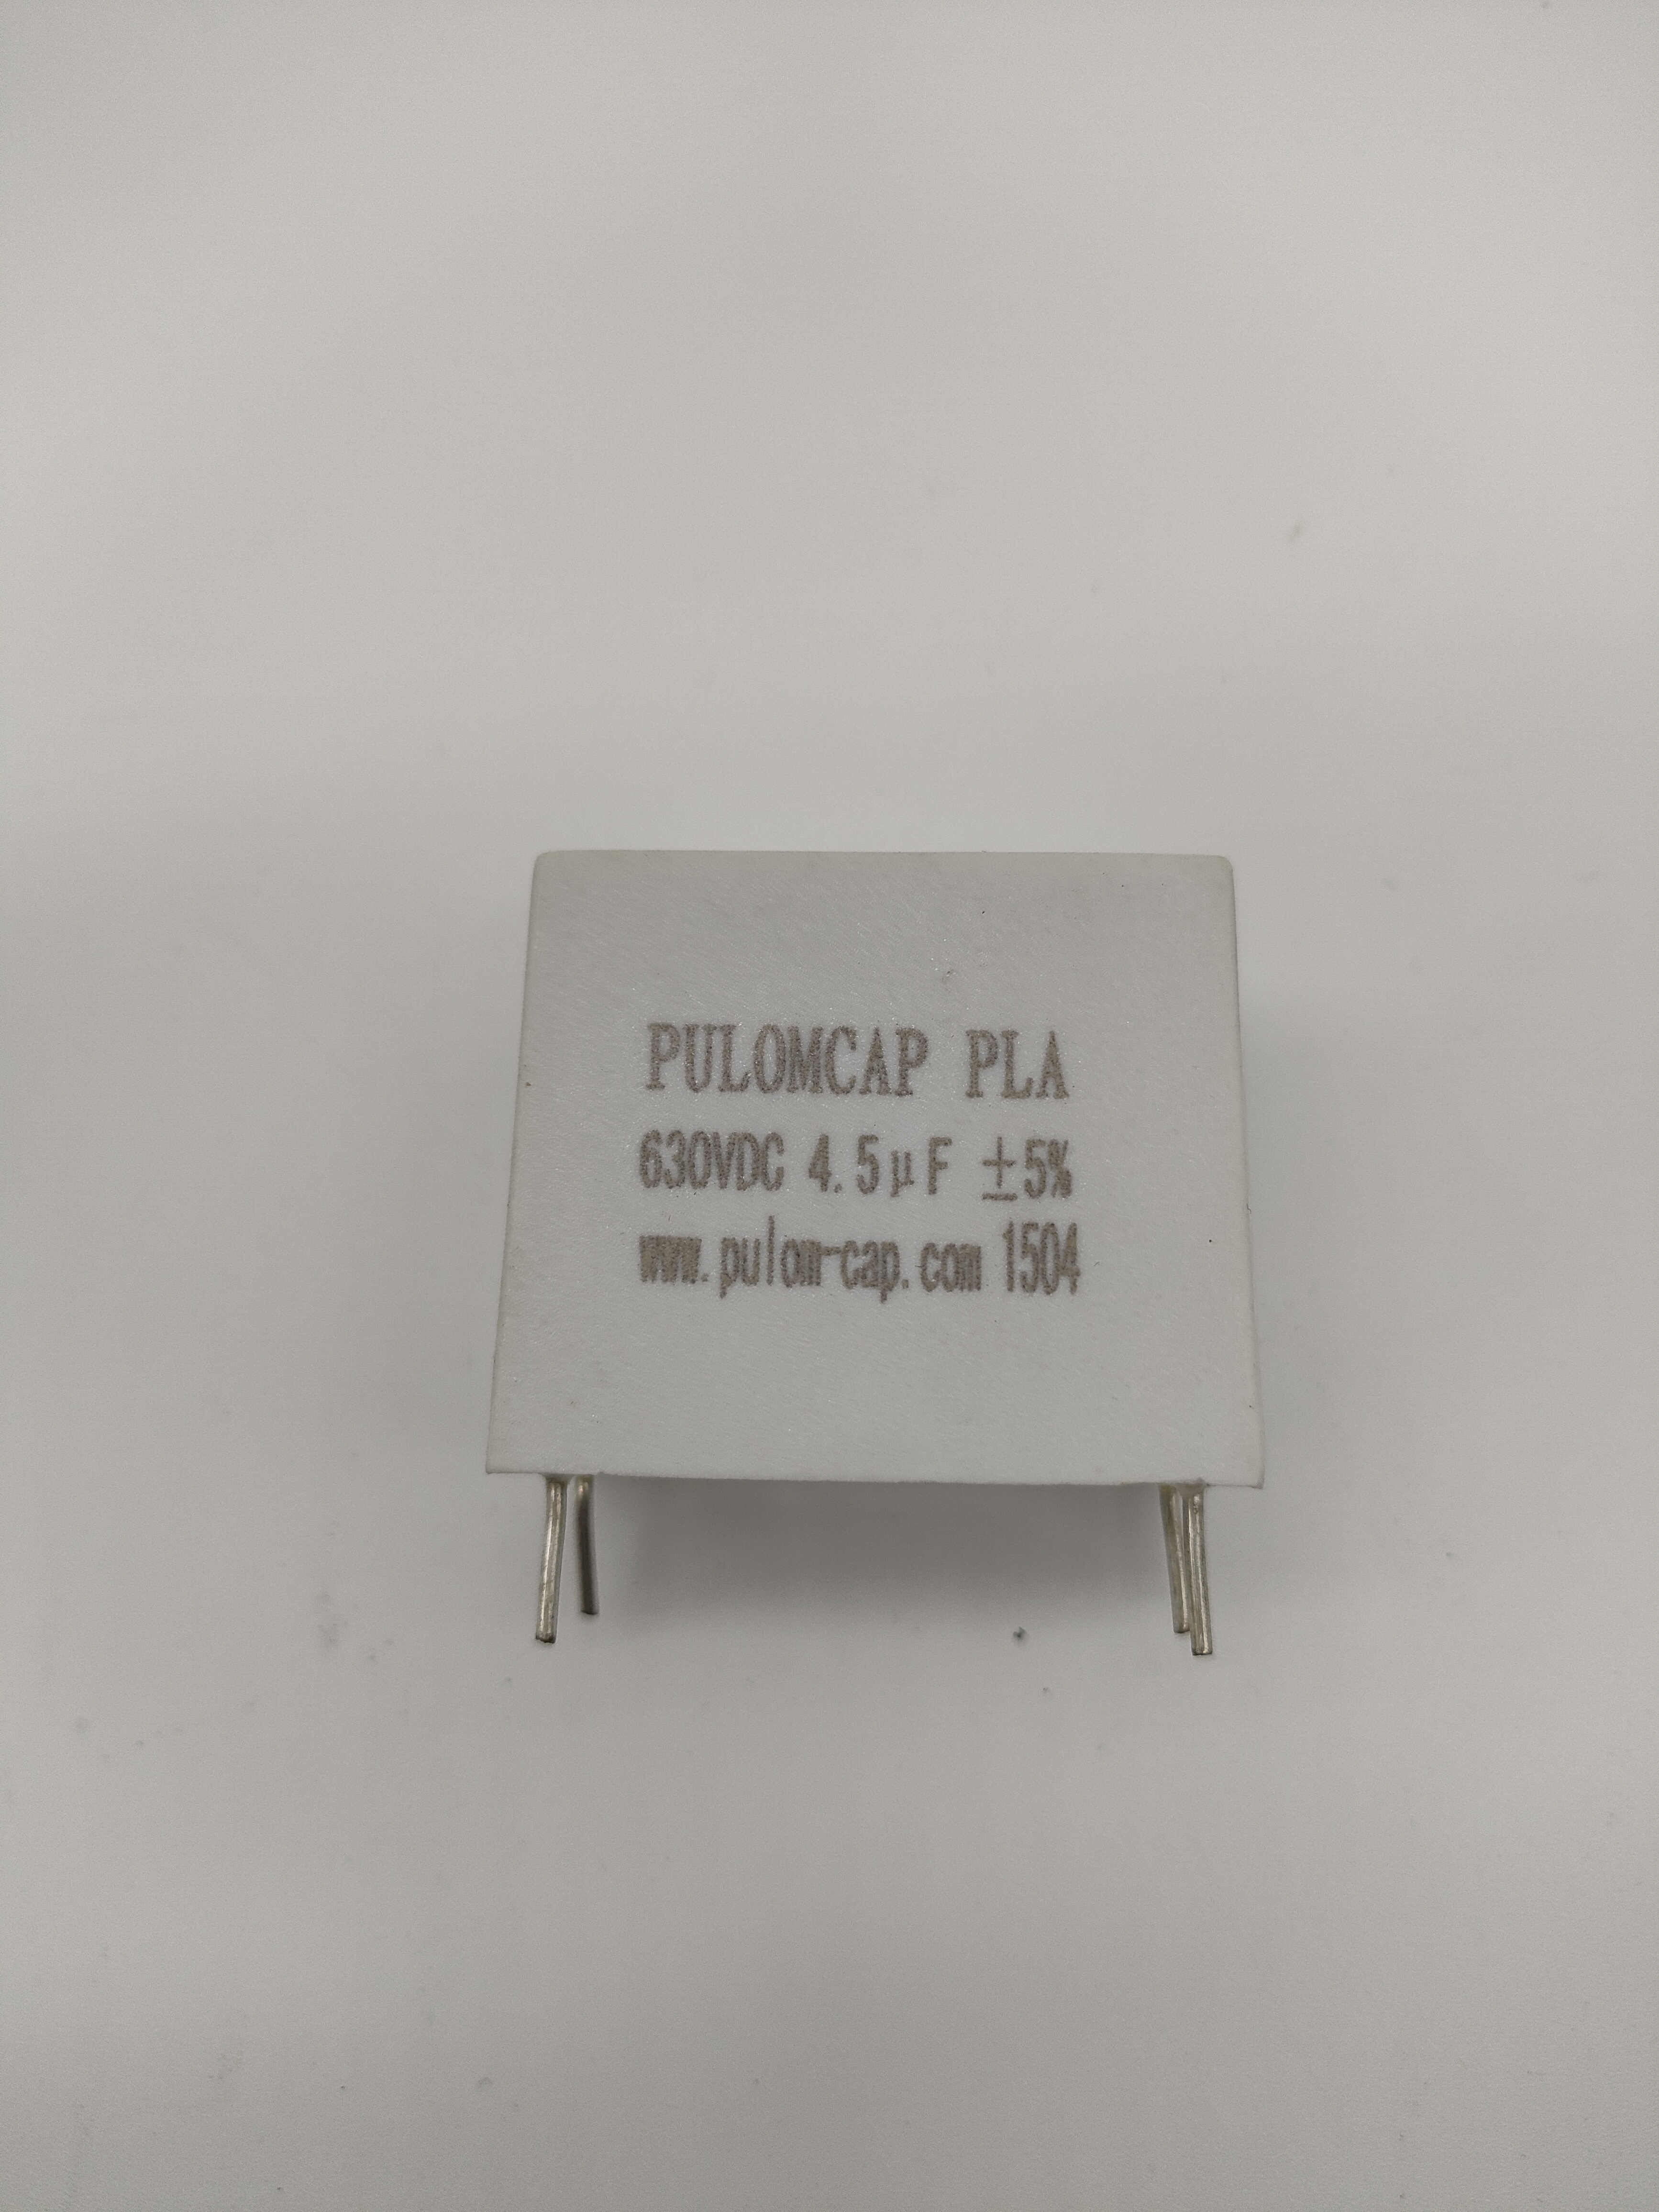 PULOMCAP PLA
630VDC 4.5μF ±5%
www.pulom-cap.com 1504